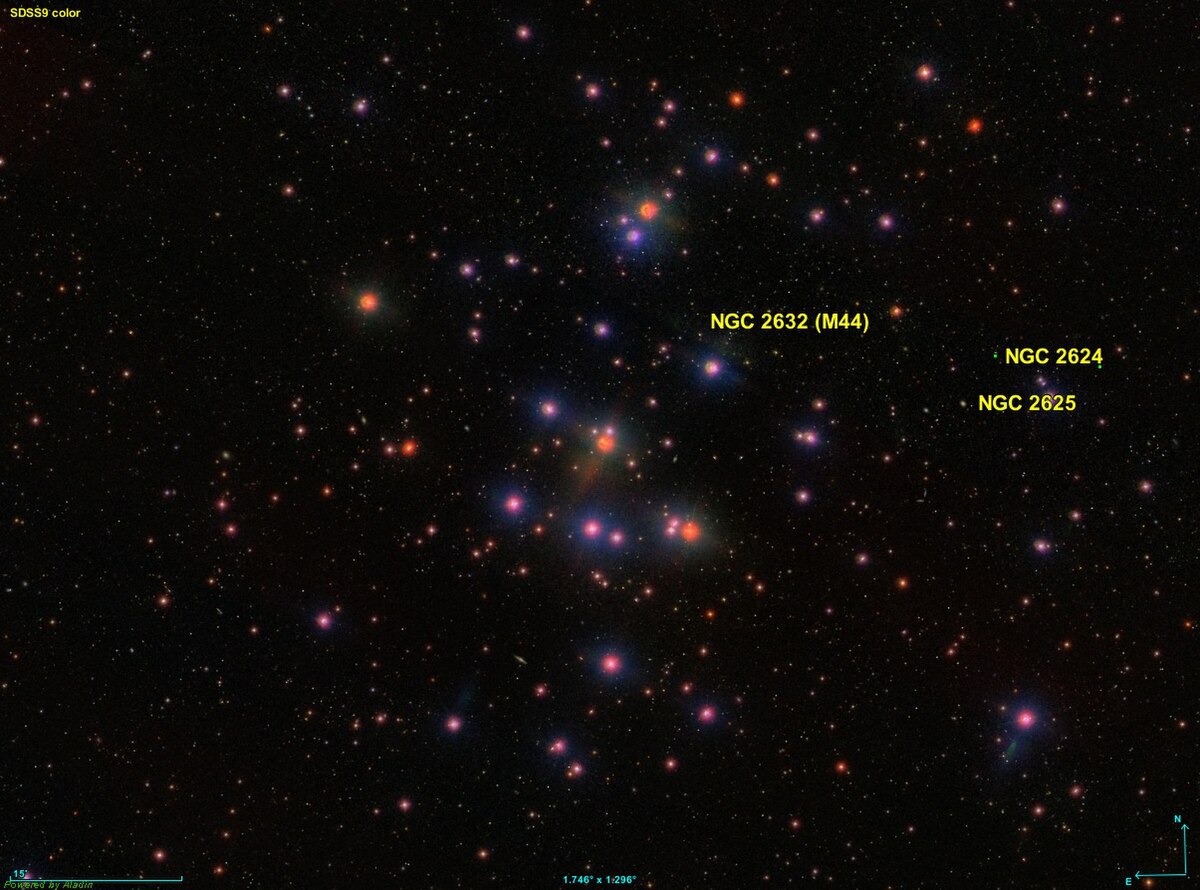 SDSS9 color
NGC 2632 (M44)
NGC 2624
NGC 2625
N
15'
1.746° x 1.296°
E
Powered by Aladin